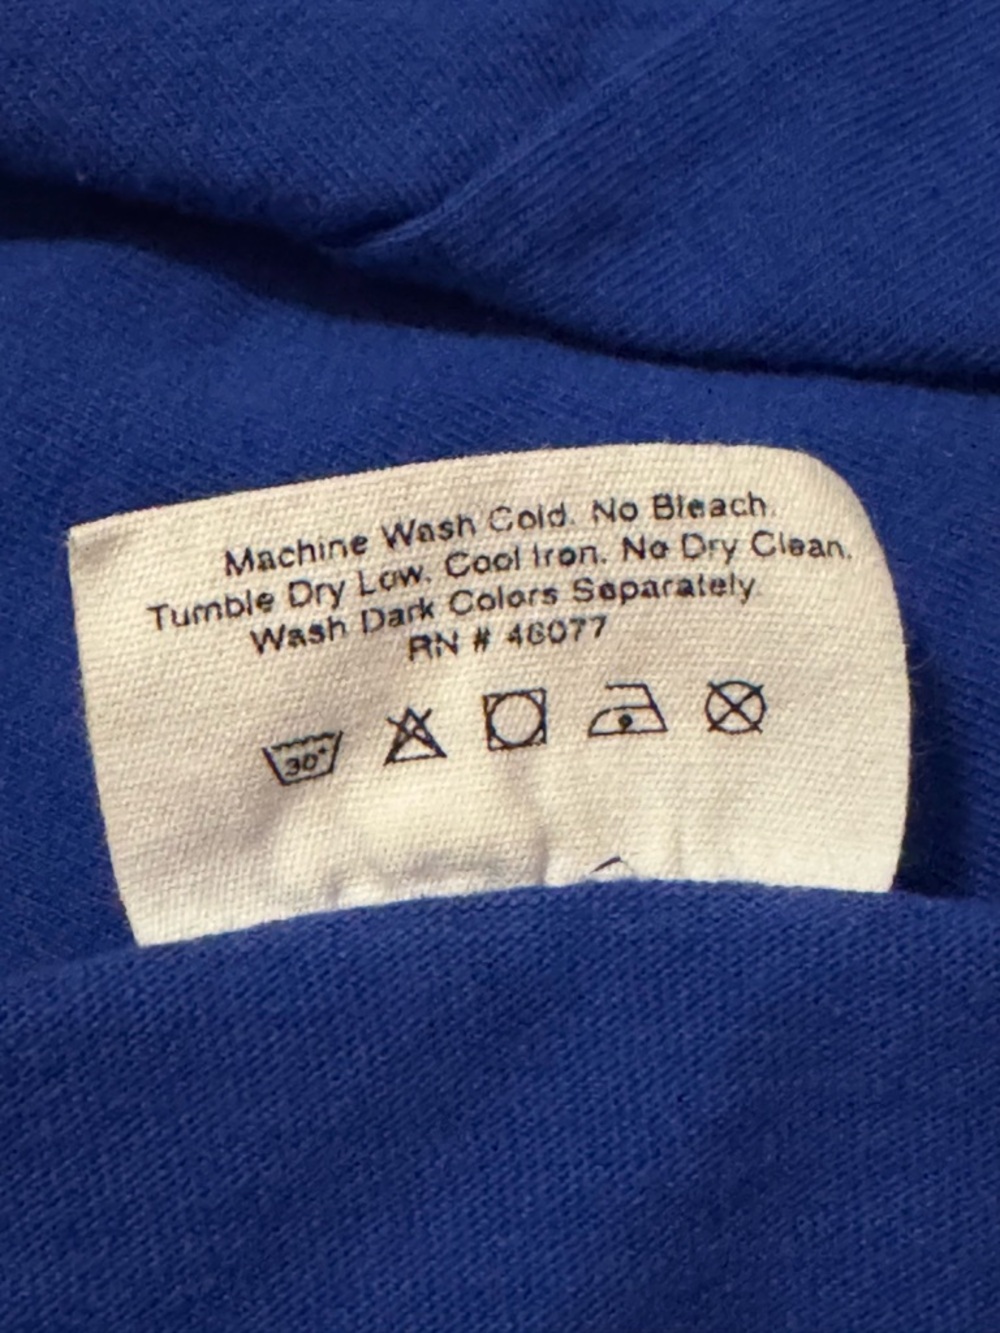 Machine Wash Cold. No Bleach.
Tumble Dry Low. Cool Iron. No Dry Clean.
Wash Dark Colors Separately.
RN # 46077
30°